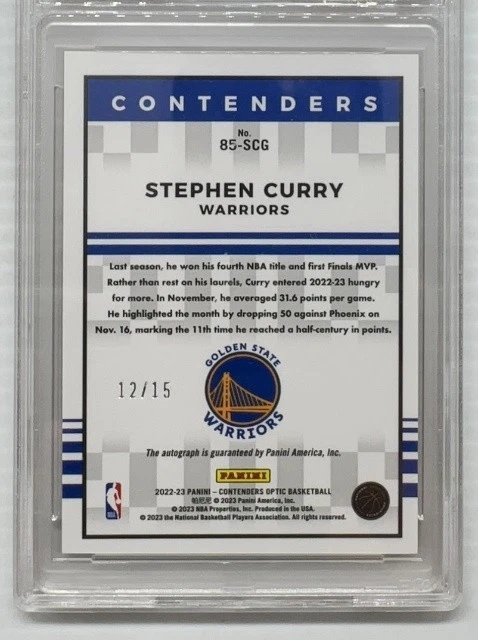 CONTENDERS
No.
85-SCG
STEPHEN CURRY
WARRIORS
Last season, he won his fourth NBA title and first Finals MVP.
Rather than rest on his laurels, Curry entered 2022-23 hungry
for more. In November, he averaged 31.6 points per game.
He highlighted the month by dropping 50 against Phoenix on
Nov. 16, marking the 11th time he reached a half-century in points.
GOLDEN STATE
WARRIORS
12/15
The autograph is guaranteed by Panini America, Inc.
PANINI
2022-23 PANINI – CONTENDERS OPTIC BASKETBALL
帕尼尼 © 2023 Panini America, Inc.
© 2023 NBA Properties, Inc. Produced in the USA.
© 2023 the National Basketball Players Association. All rights reserved.
NBA